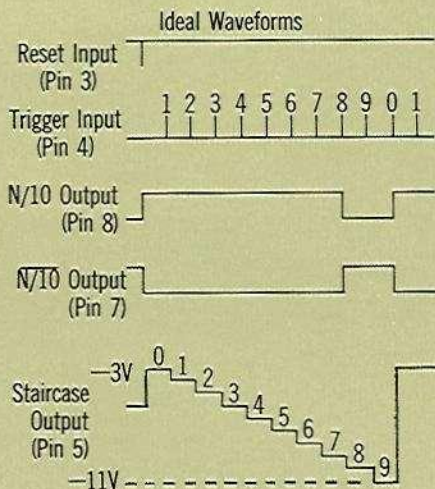 Ideal Waveforms
Reset Input
(Pin 3)
1 2 3 4 5 6 7 8 9 0 1
Trigger Input
(Pin 4)
N/10 Output
(Pin 8)
N̅/̅1̅0̅ Output
(Pin 7)
—3V
0 1 2 3 4 5 6 7 8 9
Staircase
Output
(Pin 5)
—11V